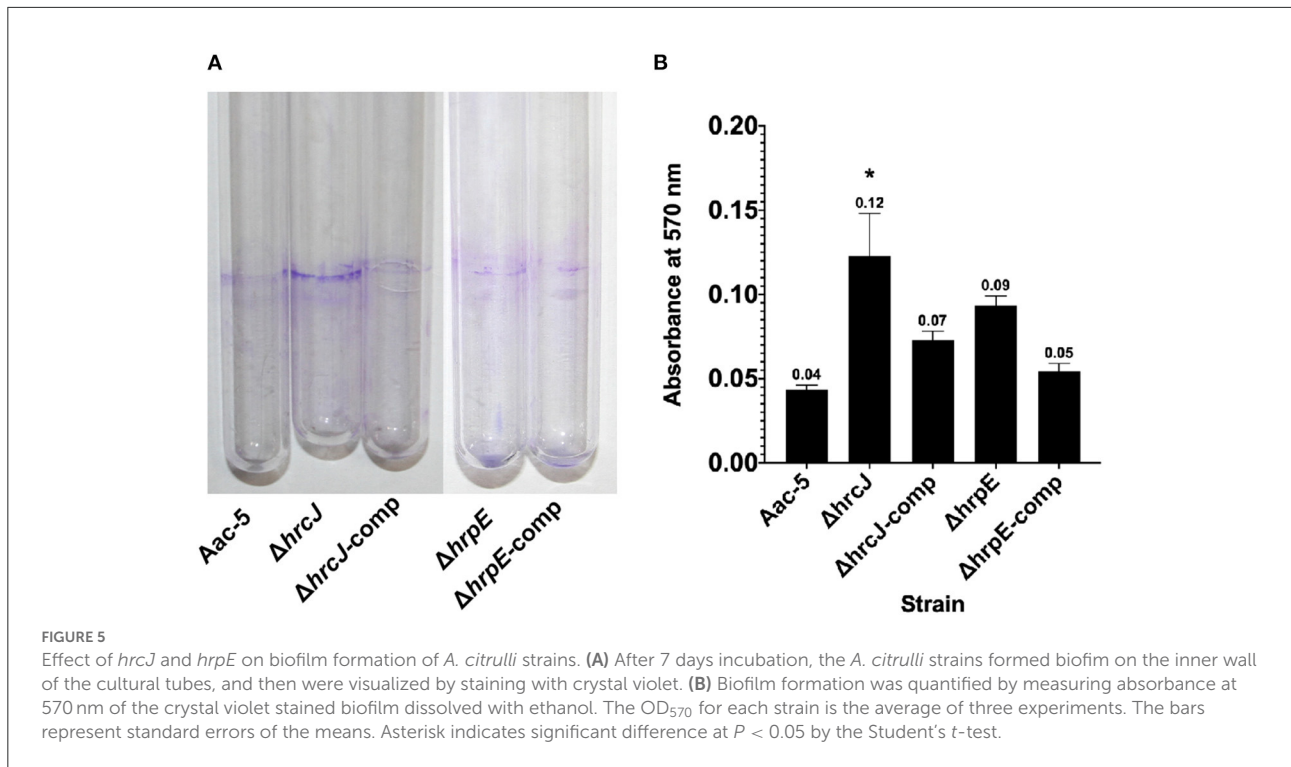 A
B
Aac-5
ΔhrcJ
ΔhrcJ-comp
ΔhrpE
ΔhrpE-comp
Absorbance at 570 nm
0.20
0.15
0.10
0.05
0.00
0.04
*
0.12
0.07
0.09
0.05
Aac-5
ΔhrcJ
ΔhrcJ-comp
ΔhrpE
ΔhrpE-comp
Strain
FIGURE 5
Effect of hrcJ and hrpE on biofilm formation of A. citrulli strains. (A) After 7 days incubation, the A. citrulli strains formed biofim on the inner wall
of the cultural tubes, and then were visualized by staining with crystal violet. (B) Biofilm formation was quantified by measuring absorbance at
570 nm of the crystal violet stained biofilm dissolved with ethanol. The OD570 for each strain is the average of three experiments. The bars
represent standard errors of the means. Asterisk indicates significant difference at P < 0.05 by the Student's t-test.